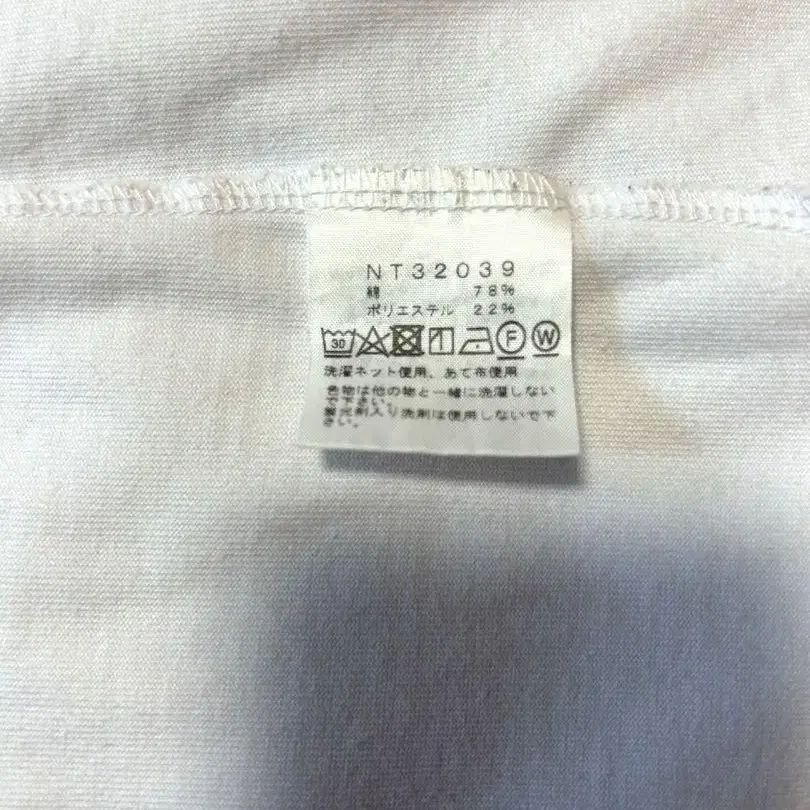 NT32039
綿 78%
ポリエステル 22%
30 F W
洗濯ネット使用、あて布使用
色物は他の物と一緒に洗濯しない
で下さい。
蛍光剤入り洗剤は使用しないで下
さい。